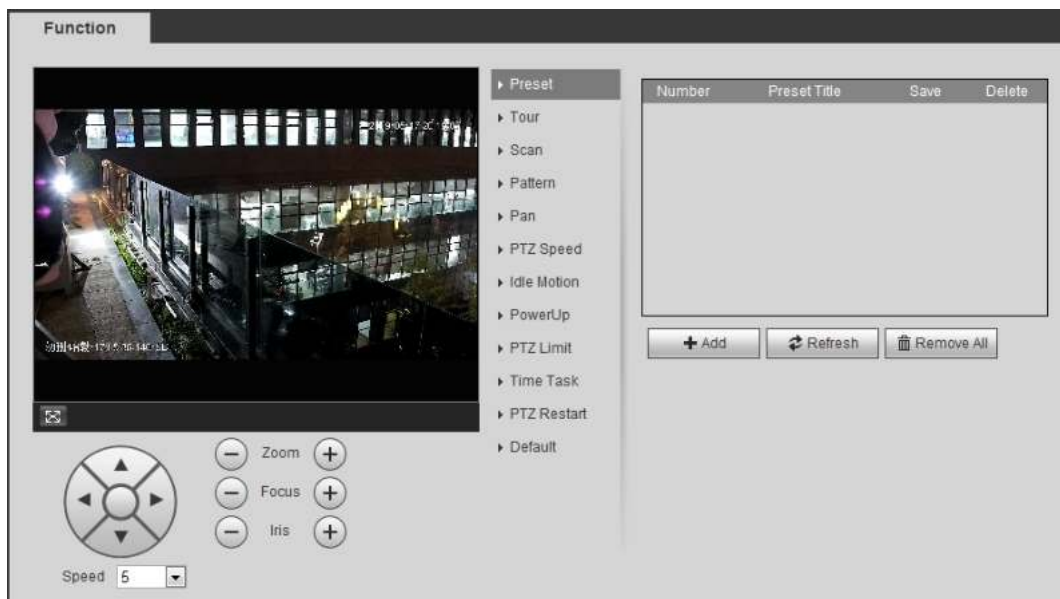 Function
Preset
Tour
Scan
Pattern
Pan
PTZ Speed
Idle Motion
PowerUp
PTZ Limit
Time Task
PTZ Restart
Default
Number Preset Title Save Delete
Add Refresh Remove All
Zoom
Focus
Iris
Speed 5